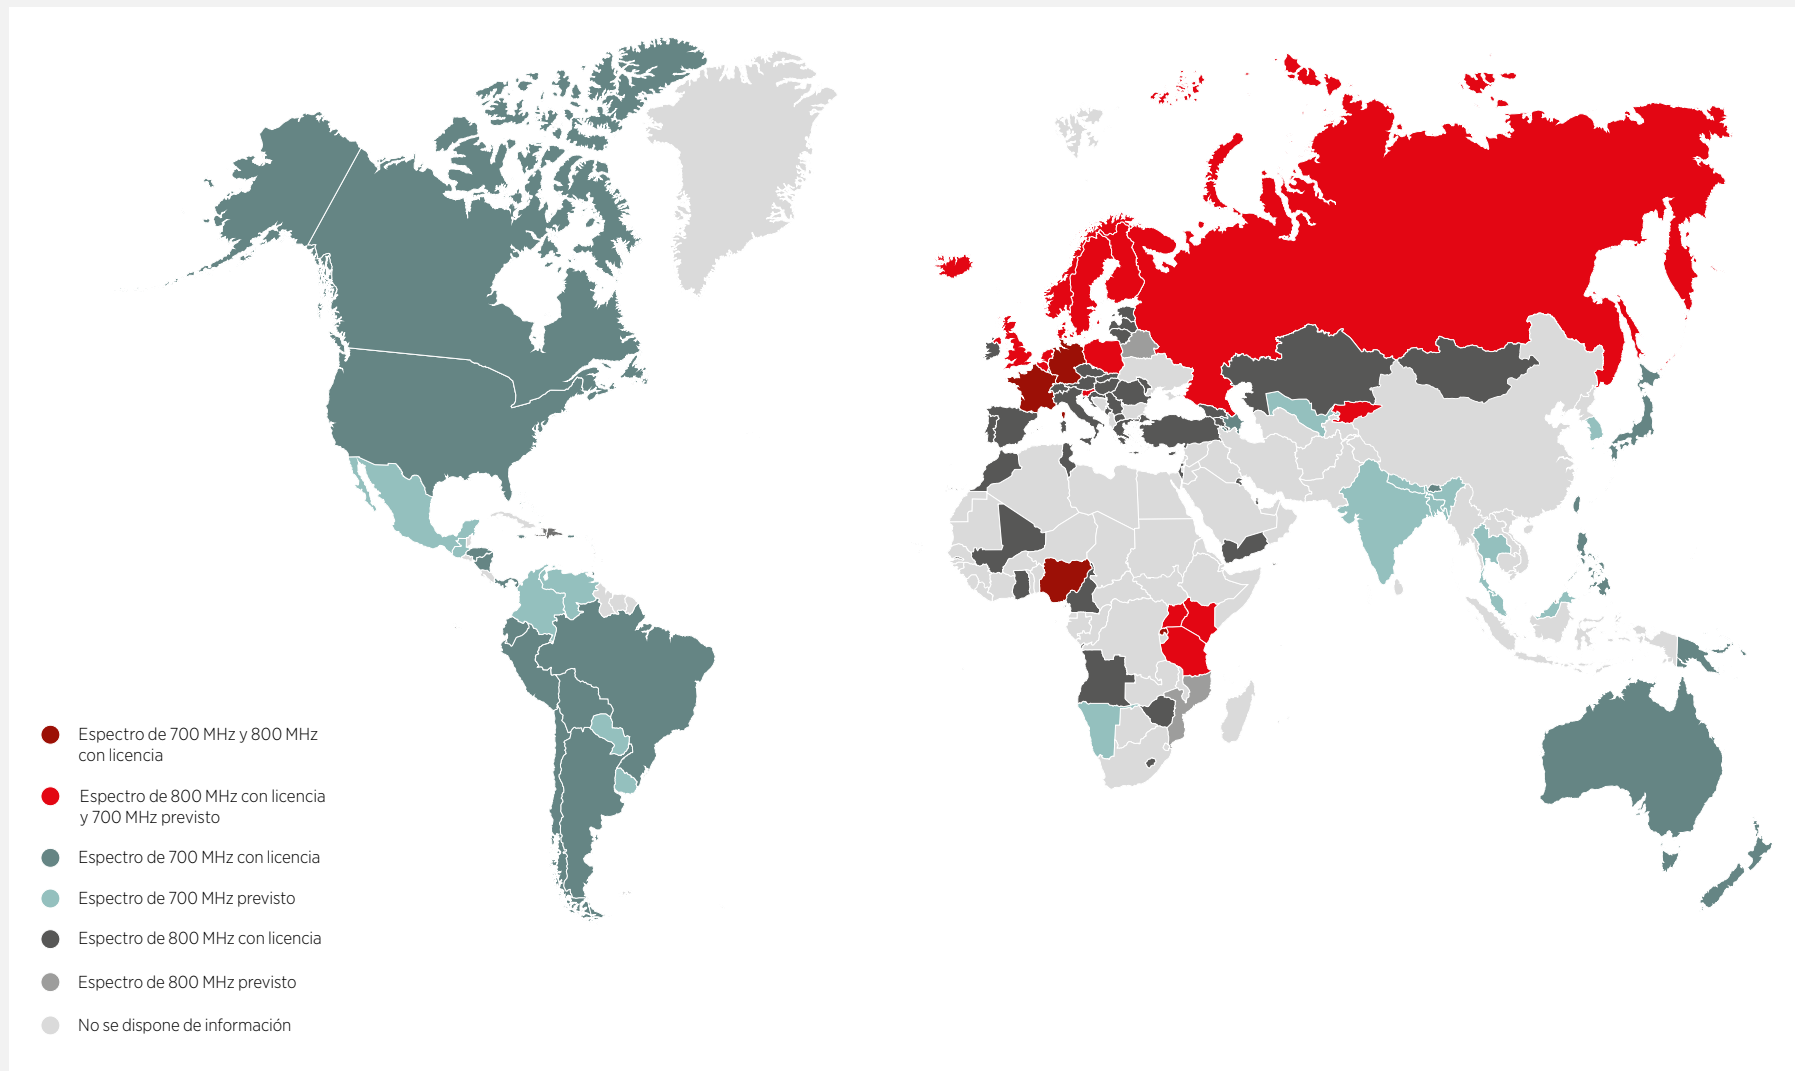 Espectro de 700 MHz y 800 MHz
con licencia
Espectro de 800 MHz con licencia
y 700 MHz previsto
Espectro de 700 MHz con licencia
Espectro de 700 MHz previsto
Espectro de 800 MHz con licencia
Espectro de 800 MHz previsto
No se dispone de información